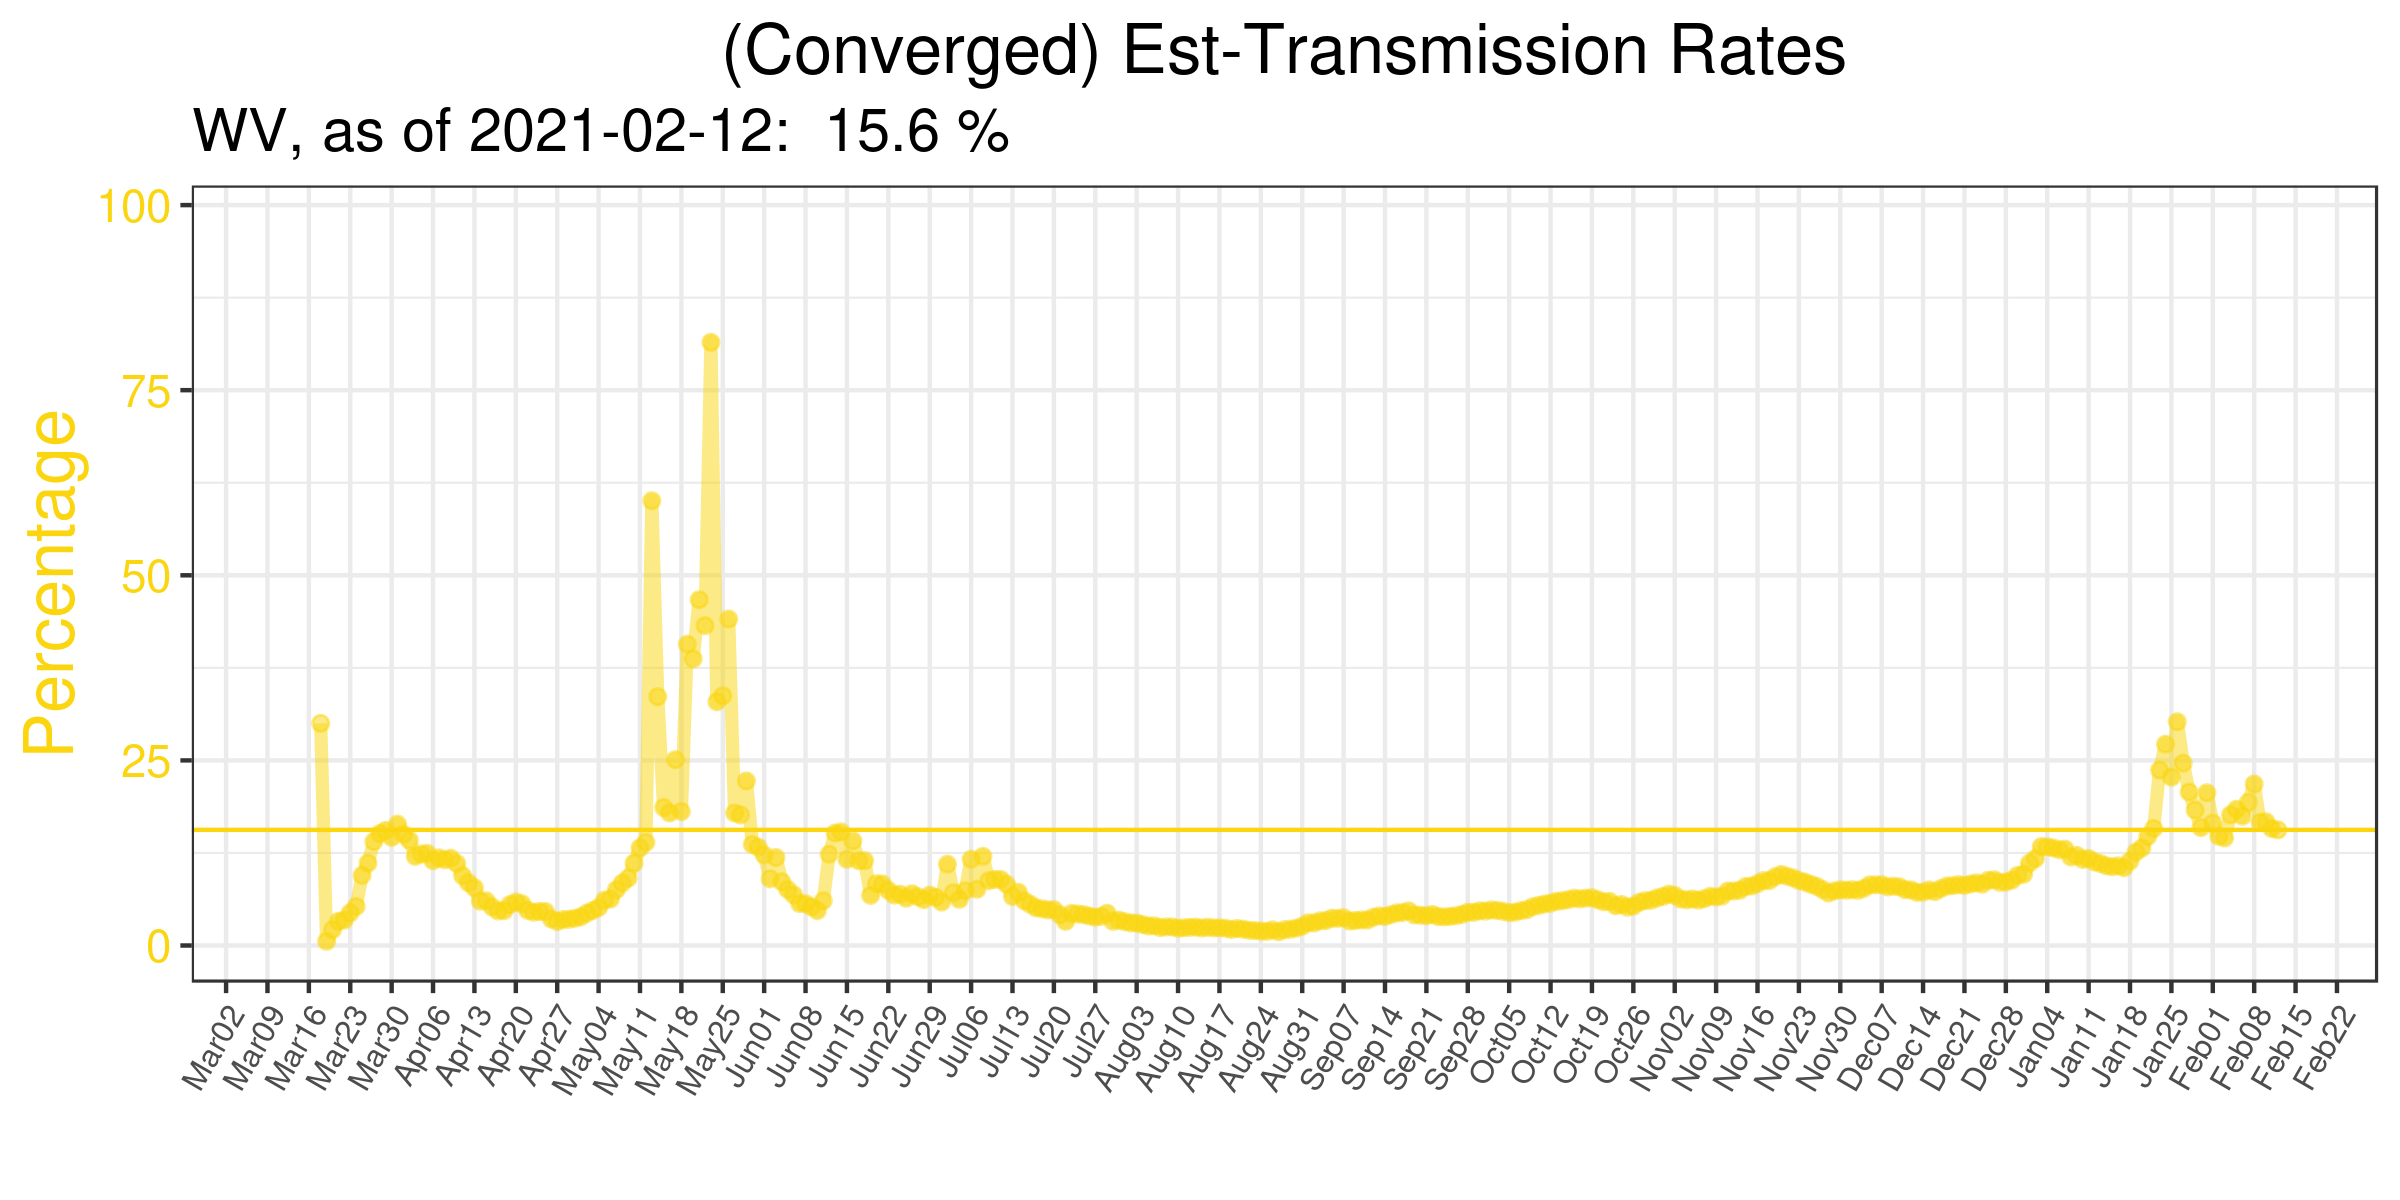 (Converged) Est-Transmission Rates
WV, as of 2021-02-12:  15.6 %
Percentage
100
75
50
25
0
Mar02 Mar09 Mar16 Mar23 Mar30 Apr06 Apr13 Apr20 Apr27 May04 May11 May18 May25 Jun01 Jun08 Jun15 Jun22 Jun29 Jul06 Jul13 Jul20 Jul27 Aug03 Aug10 Aug17 Aug24 Aug31 Sep07 Sep14 Sep21 Sep28 Oct05 Oct12 Oct19 Oct26 Nov02 Nov09 Nov16 Nov23 Nov30 Dec07 Dec14 Dec21 Dec28 Jan04 Jan11 Jan18 Jan25 Feb01 Feb08 Feb15 Feb22